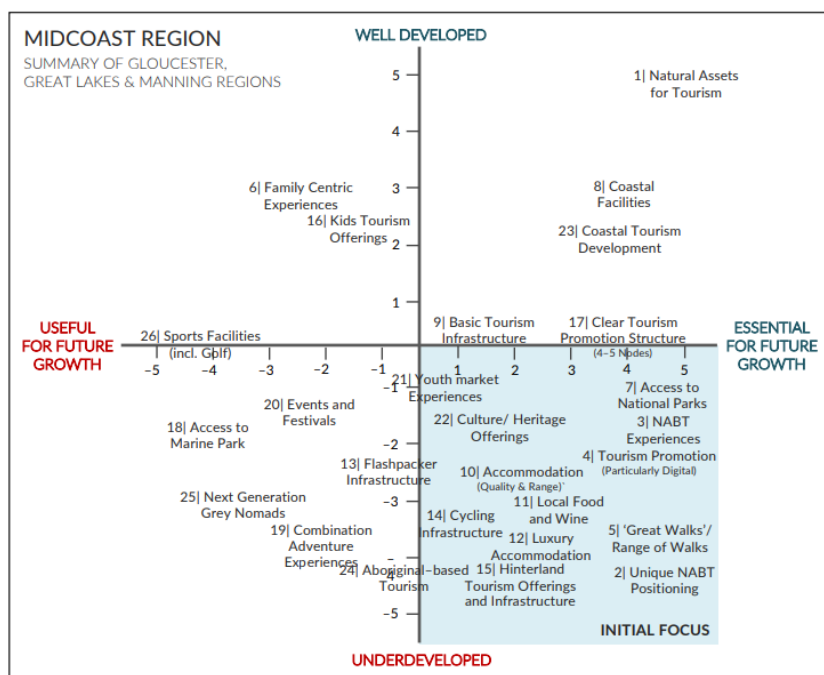 MIDCOAST REGION
SUMMARY OF GLOUCESTER,
GREAT LAKES & MANNING REGIONS
WELL DEVELOPED
5
1| Natural Assets
for Tourism
4
3
6| Family Centric
Experiences
8| Coastal
Facilities
16| Kids Tourism
Offerings
2
23| Coastal Tourism
Development
1
USEFUL
FOR FUTURE
GROWTH
26| Sports Facilities
(incl. Golf)
9| Basic Tourism
Infrastructure
17| Clear Tourism
Promotion Structure
(4–5 Nodes)
ESSENTIAL
FOR FUTURE
GROWTH
–5 –4 –3 –2 –1 1 2 3 4 5
–1
21| Youth market
Experiences
7| Access to
National Parks
20| Events and
Festivals
22| Culture/ Heritage
Offerings
3| NABT
Experiences
18| Access to
Marine Park
–2
4| Tourism Promotion
(Particularly Digital)
13| Flashpacker
Infrastructure
10| Accommodation
(Quality & Range)`
–3
25| Next Generation
Grey Nomads
11| Local Food
and Wine
14| Cycling
Infrastructure
19| Combination
Adventure
Experiences
12| Luxury
Accommodation
5| ‘Great Walks’/
Range of Walks
–
4
24| Aboriginal–based
Tourism
15| Hinterland
Tourism Offerings
and Infrastructure
2| Unique NABT
Positioning
–5
INITIAL FOCUS
UNDERDEVELOPED